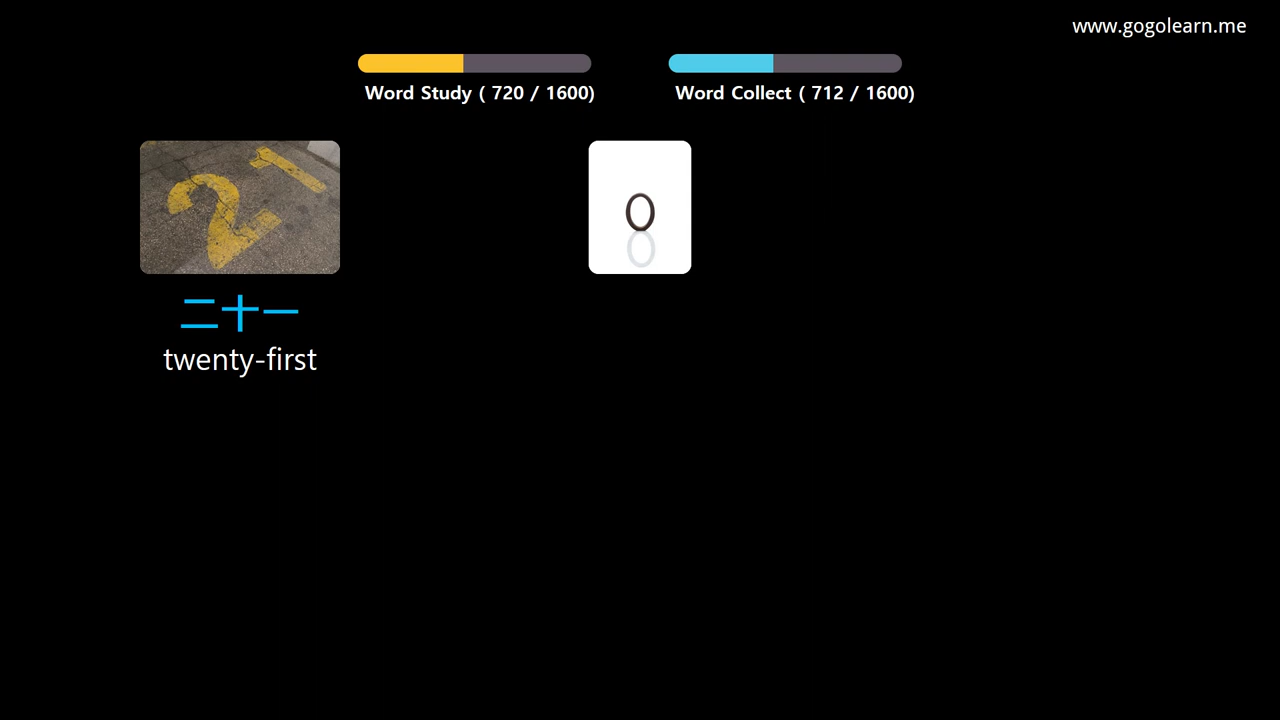 www.gogolearn.me
Word Study ( 720 / 1600)
Word Collect ( 712 / 1600)
21
0
二十一
twenty-first